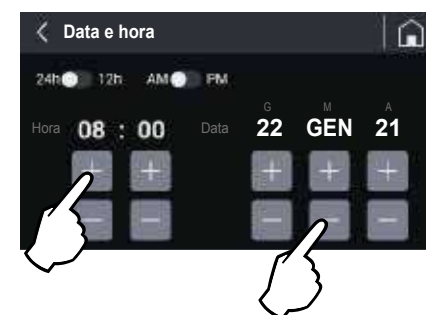 Data e hora
24h 12h AM PM
G M A
Hora 08 : 00 Data 22 GEN 21
+ + + + +
- - - - -